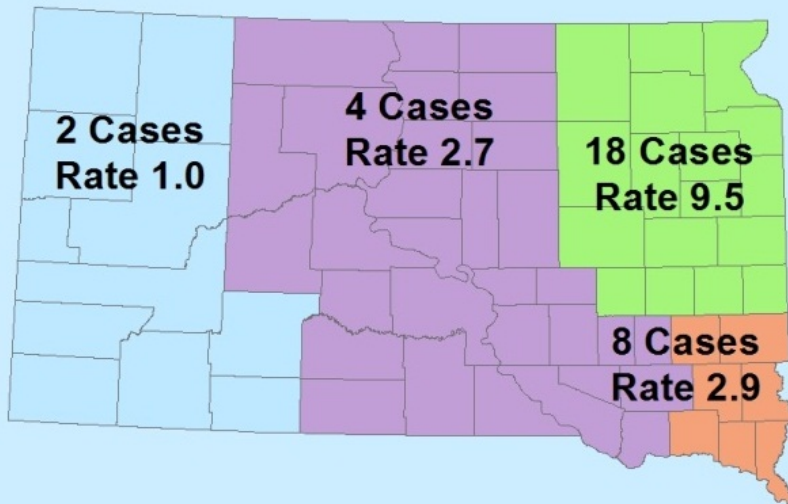 2 Cases
Rate 1.0
4 Cases
Rate 2.7
18 Cases
Rate 9.5
8 Cases
Rate 2.9